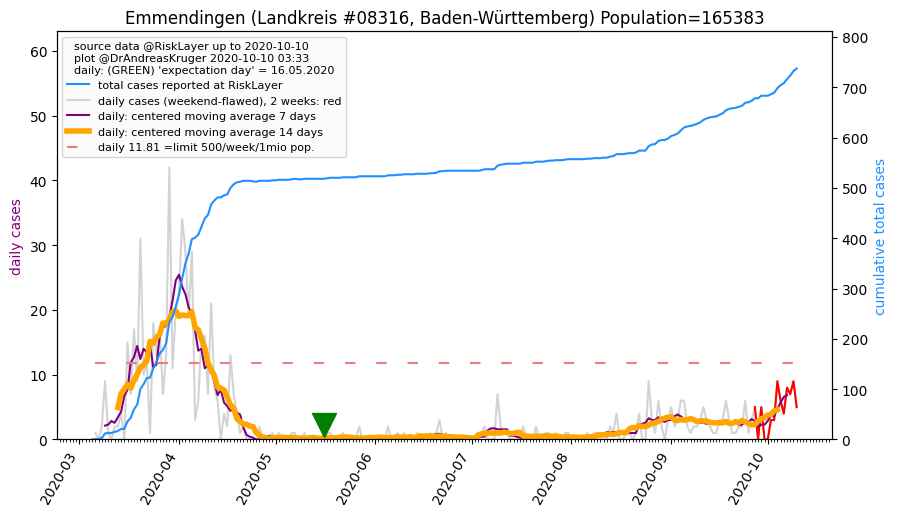 Emmendingen (Landkreis #08316, Baden-Württemberg) Population=165383
source data @RiskLayer up to 2020-10-10
plot @DrAndreasKruger 2020-10-10 03:33
daily: (GREEN) 'expectation day' = 16.05.2020
total cases reported at RiskLayer
daily cases (weekend-flawed), 2 weeks: red
daily: centered moving average 7 days
daily: centered moving average 14 days
daily 11.81 =limit 500/week/1mio pop.
daily cases
60
50
40
30
20
10
0
cumulative total cases
800
700
600
500
400
300
200
100
0
2020-03
2020-04
2020-05
2020-06
2020-07
2020-08
2020-09
2020-10